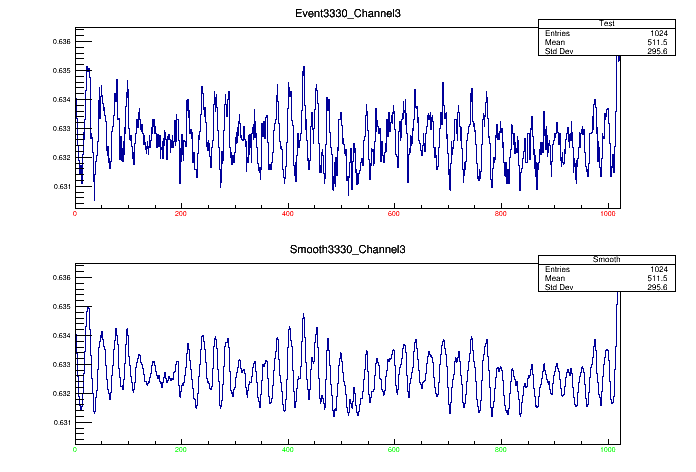 Event3330_Channel3
Test
Entries 1024
Mean 511.5
Std Dev 295.6
0.636
0.635
0.634
0.633
0.632
0.631
0 200 400 600 800 1000
Smooth3330_Channel3
Smooth
Entries 1024
Mean 511.5
Std Dev 295.6
0.636
0.635
0.634
0.633
0.632
0.631
0 200 400 600 800 1000